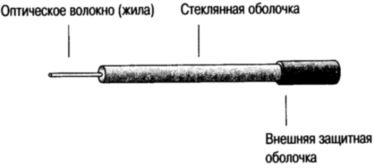 Оптическое волокно (жила)
Стеклянная оболочка
Внешняя защитная
оболочка